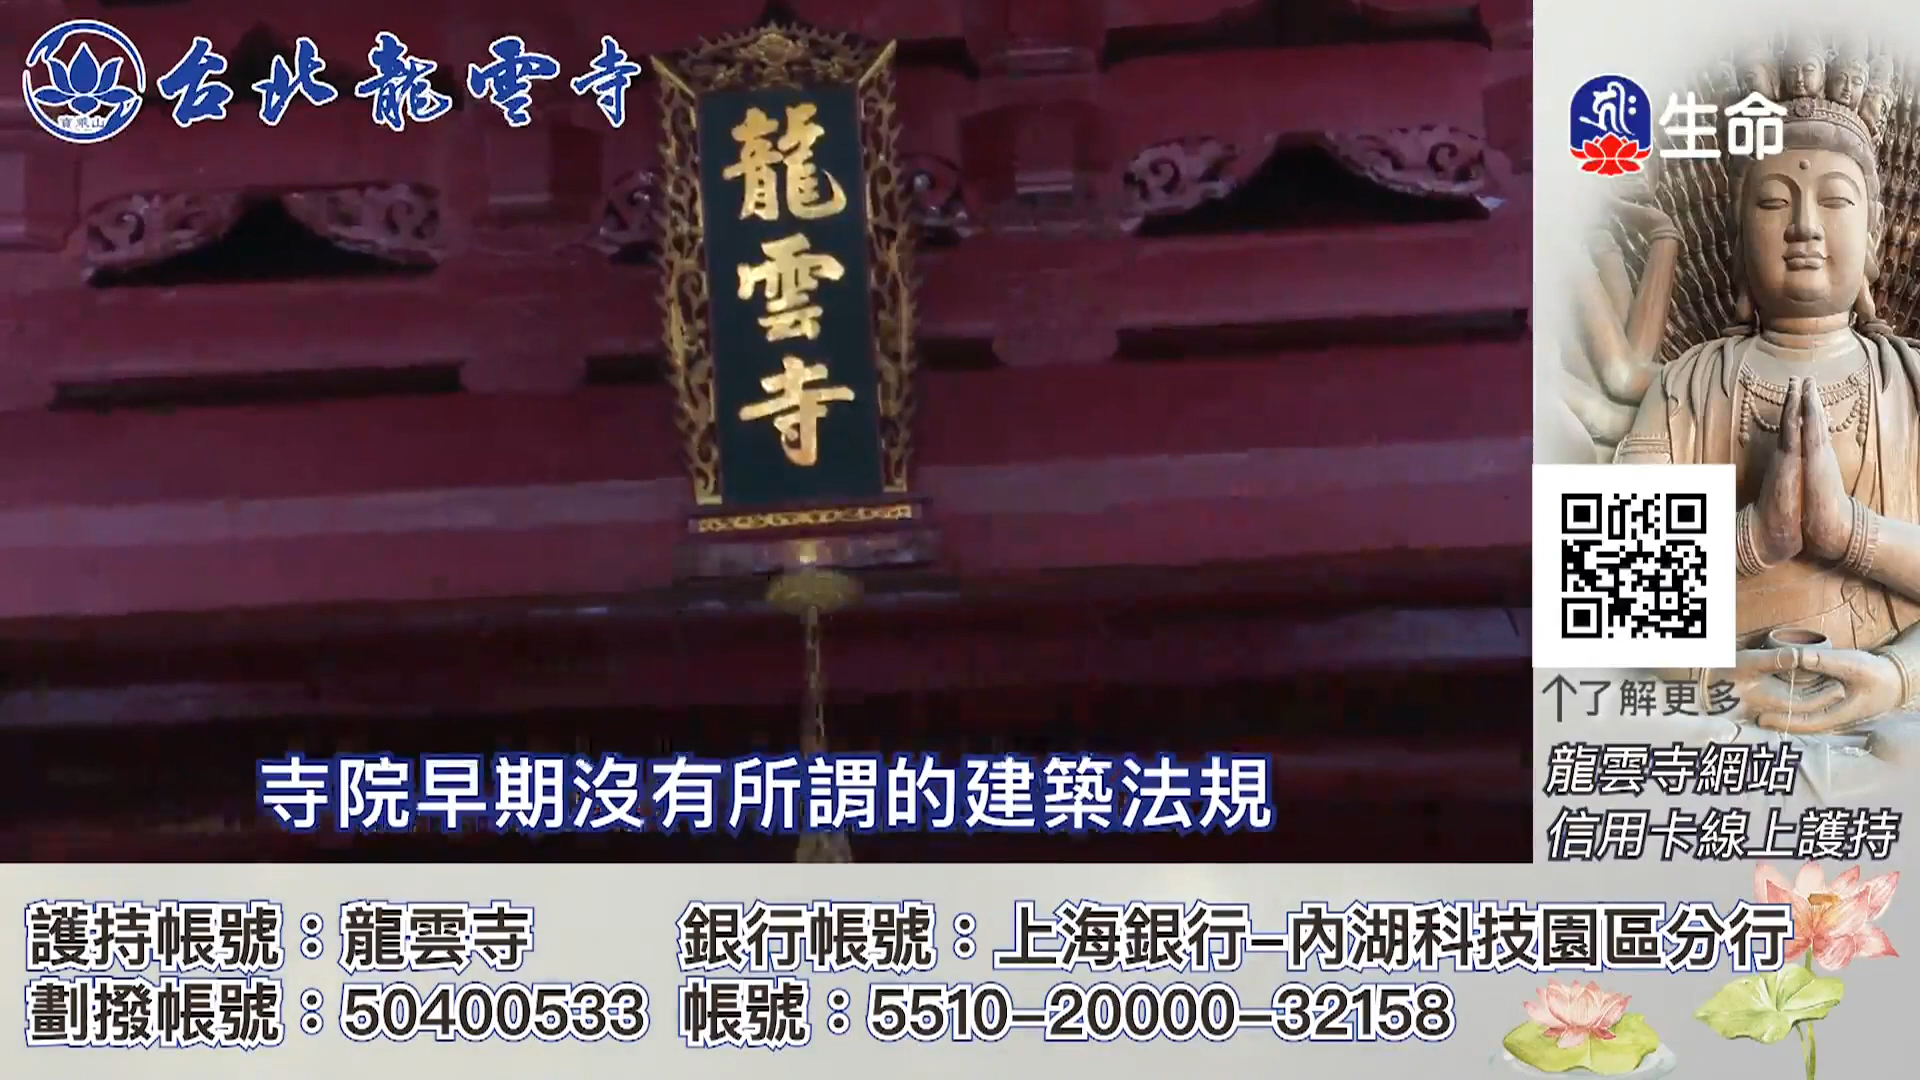 台北龍雲寺
寶泉山
龍雲寺
生命
↑了解更多
龍雲寺網站
信用卡線上護持
寺院早期沒有所謂的建築法規
護持帳號：龍雲寺
劃撥帳號：50400533
銀行帳號：上海銀行-內湖科技園區分行
帳號：5510-20000-32158